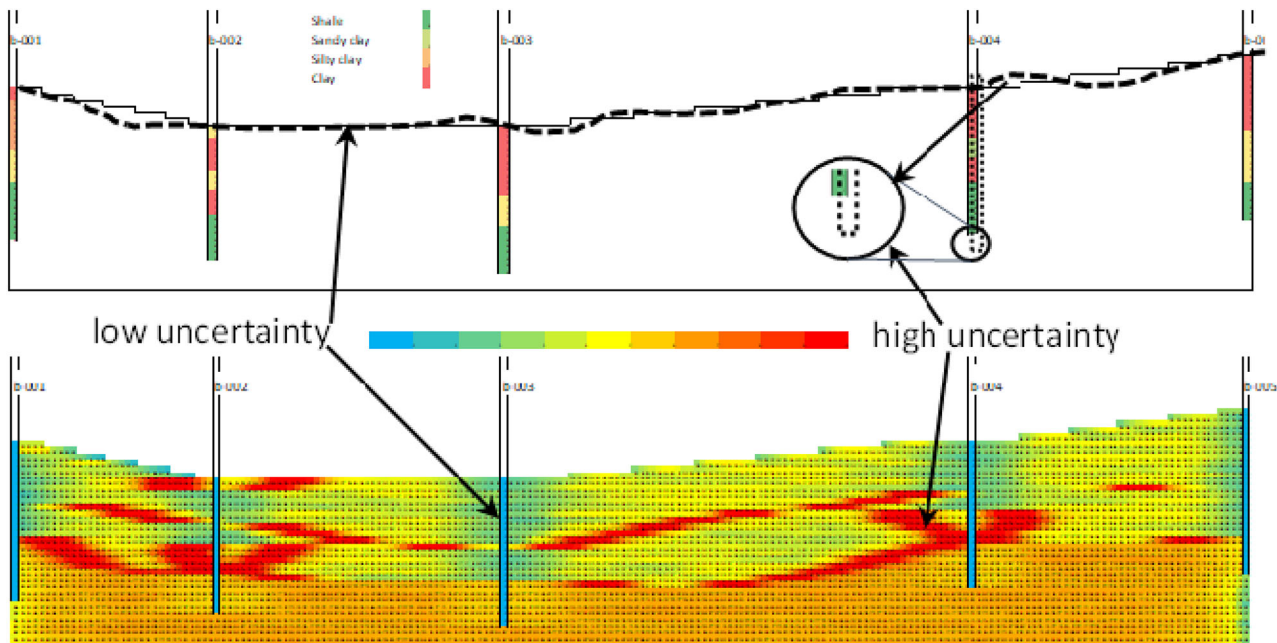 Shale
b-001
b-002
Sandy clay
b-003
b-004
Silty clay
Clay
low uncertainty
high uncertainty
b-001
b-002
b-003
b-004
b-005